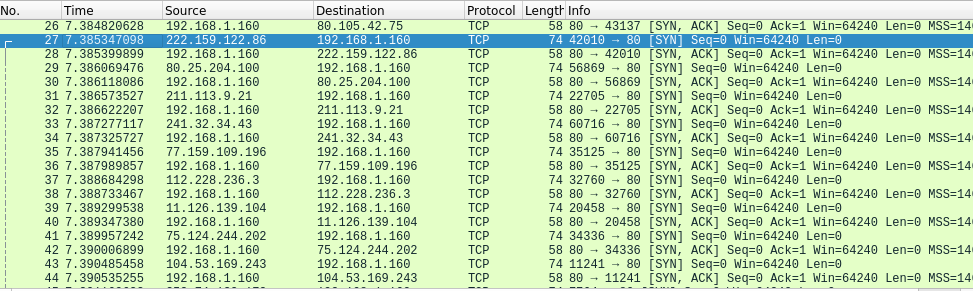 No. Time Source Destination Protocol Length Info
26 7.384820628 192.168.1.160 80.105.42.75 TCP 58 80 → 43137 [SYN, ACK] Seq=0 Ack=1 Win=64240 Len=0 MSS=14
27 7.385347098 222.159.122.86 192.168.1.160 TCP 74 42010 → 80 [SYN] Seq=0 Win=64240 Len=0
28 7.385399899 192.168.1.160 222.159.122.86 TCP 58 80 → 42010 [SYN, ACK] Seq=0 Ack=1 Win=64240 Len=0 MSS=14
29 7.386069476 80.25.204.100 192.168.1.160 TCP 74 56869 → 80 [SYN] Seq=0 Win=64240 Len=0
30 7.386118086 192.168.1.160 80.25.204.100 TCP 58 80 → 56869 [SYN, ACK] Seq=0 Ack=1 Win=64240 Len=0 MSS=14
31 7.386573527 211.113.9.21 192.168.1.160 TCP 74 22705 → 80 [SYN] Seq=0 Win=64240 Len=0
32 7.386622207 192.168.1.160 211.113.9.21 TCP 58 80 → 22705 [SYN, ACK] Seq=0 Ack=1 Win=64240 Len=0 MSS=14
33 7.387277117 241.32.34.43 192.168.1.160 TCP 74 60716 → 80 [SYN] Seq=0 Win=64240 Len=0
34 7.387325727 192.168.1.160 241.32.34.43 TCP 58 80 → 60716 [SYN, ACK] Seq=0 Ack=1 Win=64240 Len=0 MSS=14
35 7.387941456 77.159.109.196 192.168.1.160 TCP 74 35125 → 80 [SYN] Seq=0 Win=64240 Len=0
36 7.387989857 192.168.1.160 77.159.109.196 TCP 58 80 → 35125 [SYN, ACK] Seq=0 Ack=1 Win=64240 Len=0 MSS=14
37 7.388684298 112.228.236.3 192.168.1.160 TCP 74 32760 → 80 [SYN] Seq=0 Win=64240 Len=0
38 7.388733467 192.168.1.160 112.228.236.3 TCP 58 80 → 32760 [SYN, ACK] Seq=0 Ack=1 Win=64240 Len=0 MSS=14
39 7.389299538 11.126.139.104 192.168.1.160 TCP 74 20458 → 80 [SYN] Seq=0 Win=64240 Len=0
40 7.389347380 192.168.1.160 11.126.139.104 TCP 58 80 → 20458 [SYN, ACK] Seq=0 Ack=1 Win=64240 Len=0 MSS=14
41 7.389957242 75.124.244.202 192.168.1.160 TCP 74 34336 → 80 [SYN] Seq=0 Win=64240 Len=0
42 7.390006899 192.168.1.160 75.124.244.202 TCP 58 80 → 34336 [SYN, ACK] Seq=0 Ack=1 Win=64240 Len=0 MSS=14
43 7.390485458 104.53.169.243 192.168.1.160 TCP 74 11241 → 80 [SYN] Seq=0 Win=64240 Len=0
44 7.390535255 192.168.1.160 104.53.169.243 TCP 58 80 → 11241 [SYN, ACK] Seq=0 Ack=1 Win=64240 Len=0 MSS=14